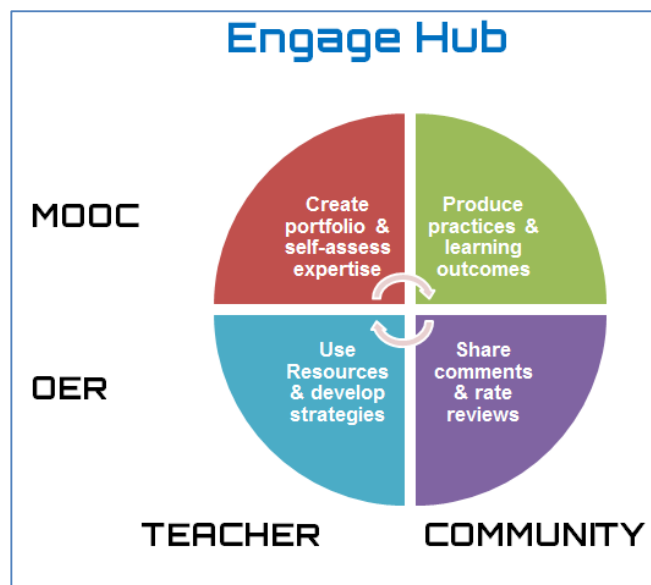 Engage Hub
MOOC
Create
portfolio &
self-assess
expertise
Produce
practices &
learning
outcomes
OER
Use
Resources
& develop
strategies
Share
comments
& rate
reviews
TEACHER
COMMUNITY